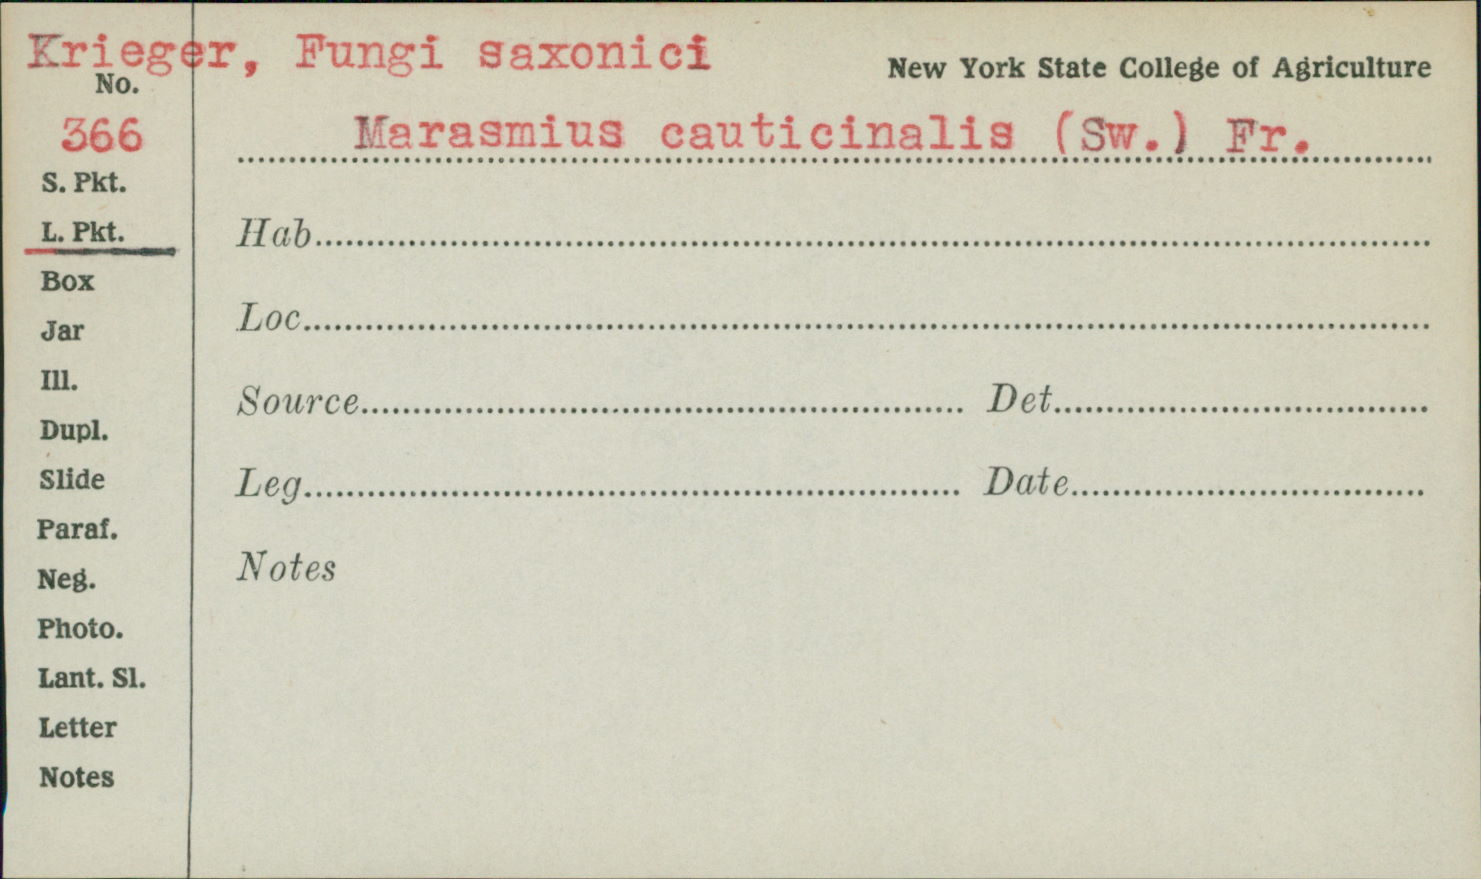 Krieger, Fungi saxonici
New York State College of Agriculture
No.
366
Marasmius cauticinalis (Sw.) Fr.
S. Pkt.
L. Pkt.
Box
Jar
Ill.
Dupl.
Slide
Paraf.
Neg.
Photo.
Lant. Sl.
Letter
Notes
Hab
Loc
Source Det
Leg Date
Notes